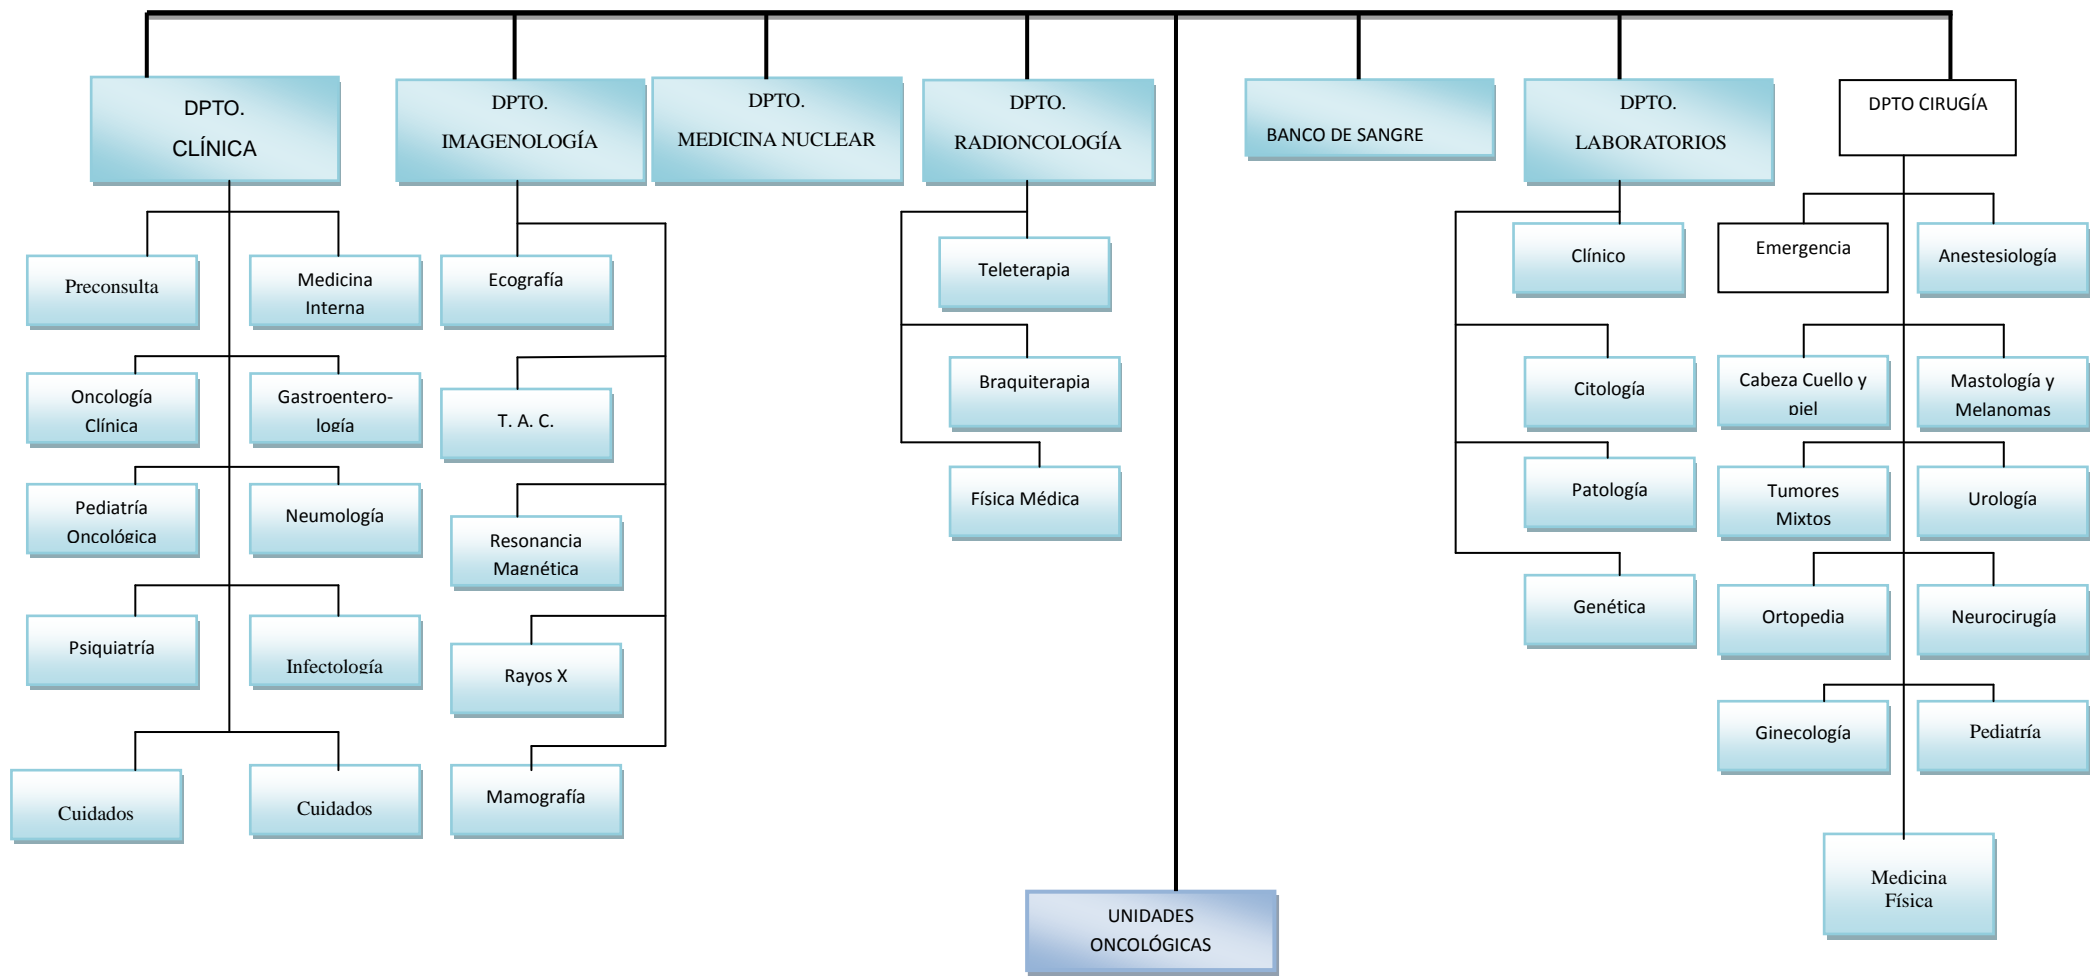 DPTO.
CLÍNICA
DPTO.
IMAGENOLOGÍA
DPTO.
MEDICINA NUCLEAR
DPTO.
RADIONCOLOGÍA
BANCO DE SANGRE
DPTO.
LABORATORIOS
DPTO CIRUGÍA
Preconsulta
Medicina
Interna
Oncología
Clínica
Gastroentero-
logía
Pediatría
Oncológica
Neumología
Psiquiatría
Infectología
Cuidados
Cuidados
Ecografía
T. A. C.
Resonancia
Magnética
Rayos X
Mamografía
Teleterapia
Braquiterapia
Física Médica
UNIDADES
ONCOLÓGICAS
Clínico
Citología
Patología
Genética
Emergencia
Anestesiología
Cabeza Cuello y
piel
Mastología y
Melanomas
Tumores
Mixtos
Urología
Ortopedia
Neurocirugía
Ginecología
Pediatría
Medicina
Física